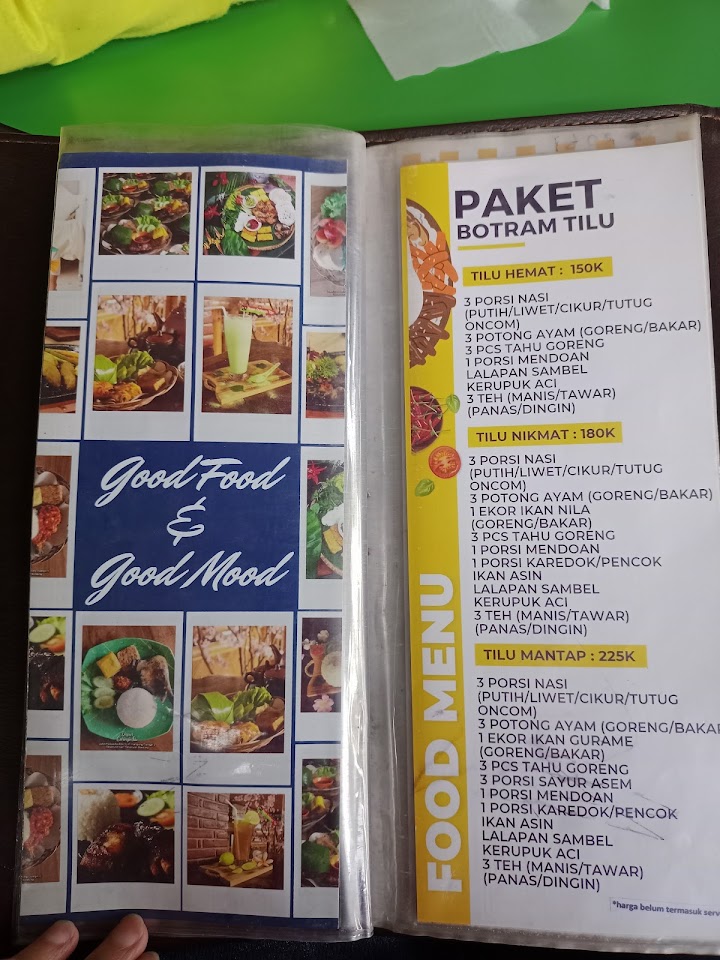 Good Food
&
Good Mood
PAKET
BOTRAM TILU
TILU HEMAT : 150K
3 PORSI NASI
(PUTIH/LIWET/CIKUR/TUTUG
ONCOM)
3 POTONG AYAM (GORENG/BAKAR)
3 PCS TAHU GORENG
1 PORSI MENDOAN
LALAPAN SAMBEL
KERUPUK ACI
3 TEH (MANIS/TAWAR)
(PANAS/DINGIN)
TILU NIKMAT : 180K
3 PORSI NASI
(PUTIH/LIWET/CIKUR/TUTUG
ONCOM)
3 POTONG AYAM (GORENG/BAKAR)
1 EKOR IKAN NILA
(GORENG/BAKAR)
3 PCS TAHU GORENG
1 PORSI MENDOAN
1 PORSI KAREDOK/PENCOK
IKAN ASIN
LALAPAN SAMBEL
KERUPUK ACI
3 TEH (MANIS/TAWAR)
(PANAS/DINGIN)
TILU MANTAP : 225K
3 PORSI NASI
(PUTIH/LIWET/CIKUR/TUTUG
ONCOM)
3 POTONG AYAM (GORENG/BAKAR
1 EKOR IKAN GURAME
(GORENG/BAKAR)
3 PCS TAHU GORENG
3 PORSI SAYUR ASEM
1 PORSI MENDOAN
1 PORSI KAREDOK/PENCOK
IKAN ASIN
LALAPAN SAMBEL
KERUPUK ACI
3 TEH (MANIS/TAWAR)
(PANAS/DINGIN)
*harga belum termasuk serv
FOOD MENU